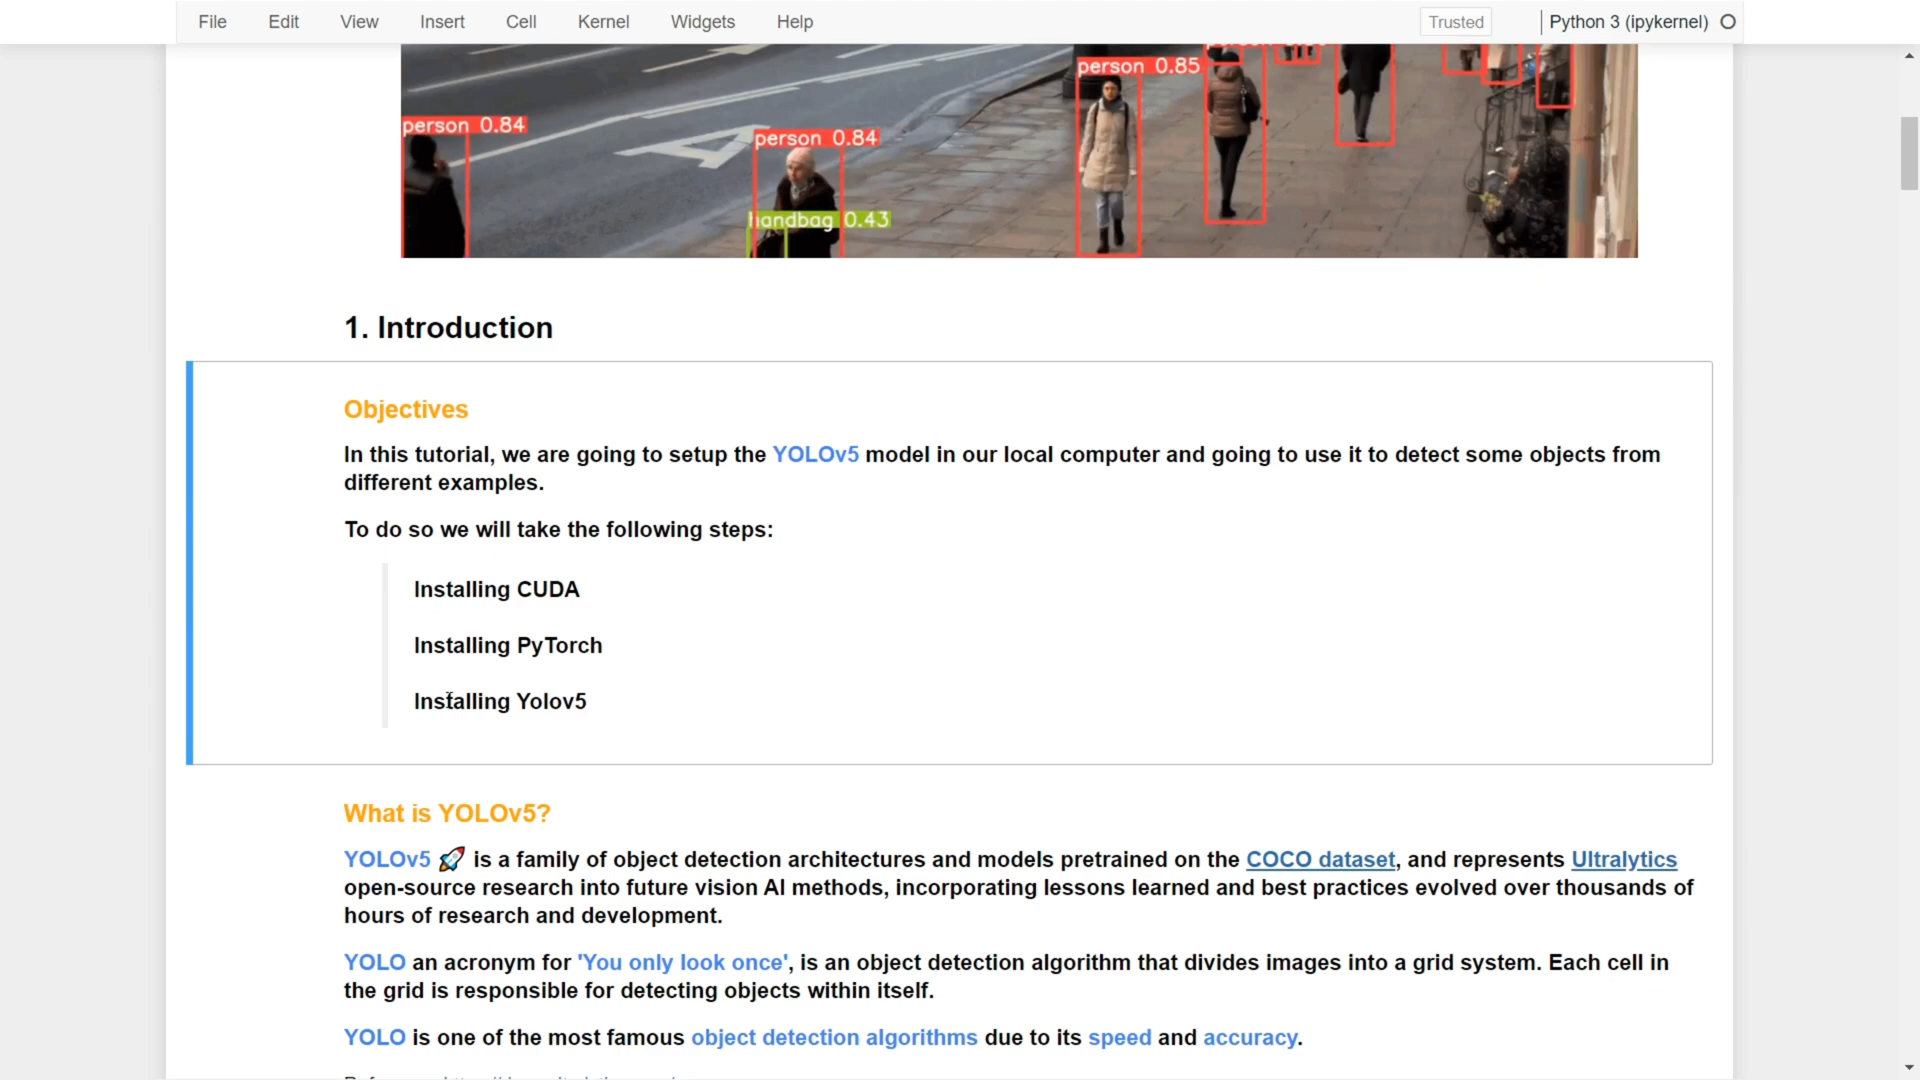 File Edit View Insert Cell Kernel Widgets Help Trusted Python 3 (ipykernel)
person 0.85
person 0.84
person 0.84
handbag 0.43
1. Introduction
Objectives
In this tutorial, we are going to setup the YOLOv5 model in our local computer and going to use it to detect some objects from
different examples.
To do so we will take the following steps:
Installing CUDA
Installing PyTorch
Installing Yolov5
What is YOLOv5?
YOLOv5 🚀 is a family of object detection architectures and models pretrained on the COCO dataset, and represents Ultralytics
open-source research into future vision AI methods, incorporating lessons learned and best practices evolved over thousands of
hours of research and development.
YOLO an acronym for 'You only look once', is an object detection algorithm that divides images into a grid system. Each cell in
the grid is responsible for detecting objects within itself.
YOLO is one of the most famous object detection algorithms due to its speed and accuracy.